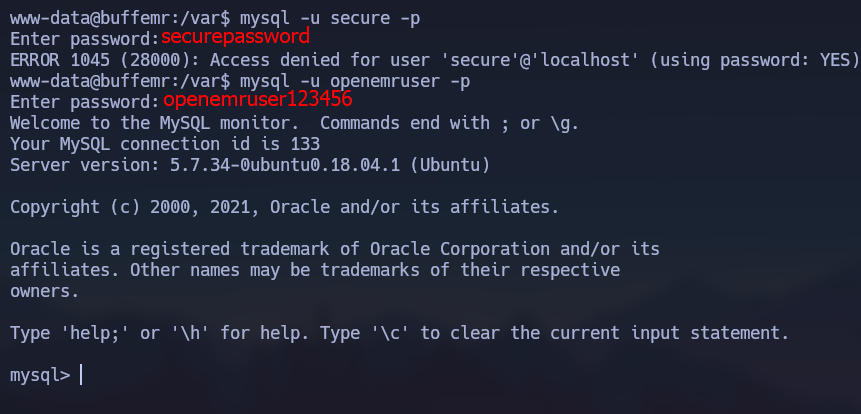 www-data@buffemr:/var$ mysql -u secure -p
Enter password:securepassword
ERROR 1045 (28000): Access denied for user 'secure'@'localhost' (using password: YES)
www-data@buffemr:/var$ mysql -u openemruser -p
Enter password:openemruser123456
Welcome to the MySQL monitor.  Commands end with ; or \g.
Your MySQL connection id is 133
Server version: 5.7.34-0ubuntu0.18.04.1 (Ubuntu)
Copyright (c) 2000, 2021, Oracle and/or its affiliates.
Oracle is a registered trademark of Oracle Corporation and/or its
affiliates. Other names may be trademarks of their respective
owners.
Type 'help;' or '\h' for help. Type '\c' to clear the current input statement.
mysql>